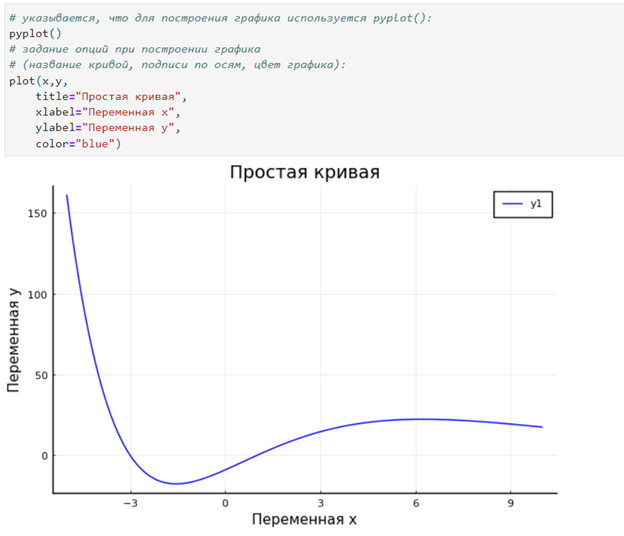 # указывается, что для построения графика используется pyplot():
pyplot()
# задание опций при построении графика
# (название кривой, подписи по осям, цвет графика):
plot(x,y,
    title="Простая кривая",
    xlabel="Переменная x",
    ylabel="Переменная y",
    color="blue")
Простая кривая
y1
Переменная y
150
100
50
0
−3 0 3 6 9
Переменная x